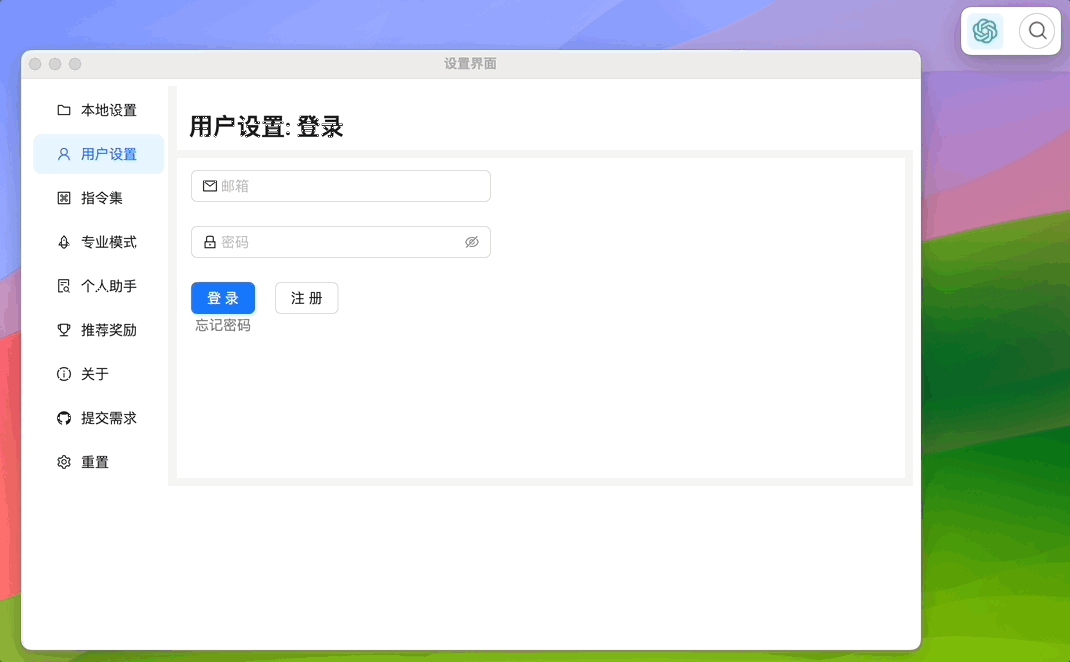 设置界面
本地设置
用户设置
指令集
专业模式
个人助手
推荐奖励
关于
提交需求
重置
用户设置: 登录
邮箱
密码
登 录
注 册
忘记密码